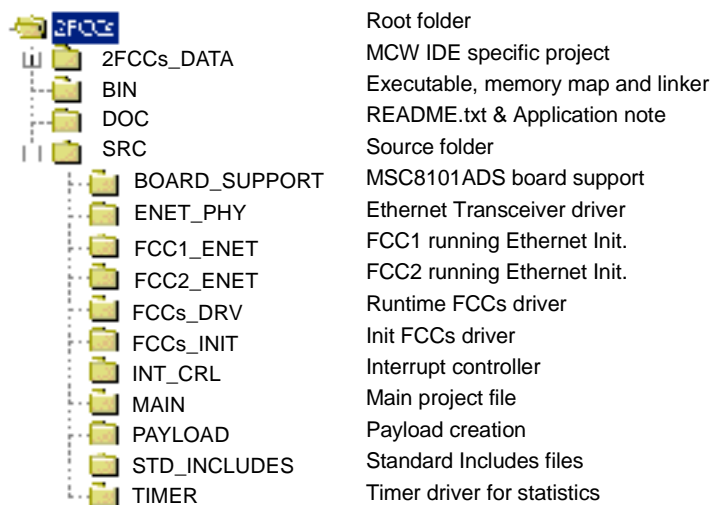 2FCCs Root folder
2FCCs_DATA MCW IDE specific project
BIN Executable, memory map and linker
DOC README.txt & Application note
SRC Source folder
BOARD_SUPPORT MSC8101ADS board support
ENET_PHY Ethernet Transceiver driver
FCC1_ENET FCC1 running Ethernet Init.
FCC2_ENET FCC2 running Ethernet Init.
FCCs_DRV Runtime FCCs driver
FCCs_INIT Init FCCs driver
INT_CRL Interrupt controller
MAIN Main project file
PAYLOAD Payload creation
STD_INCLUDES Standard Includes files
TIMER Timer driver for statistics